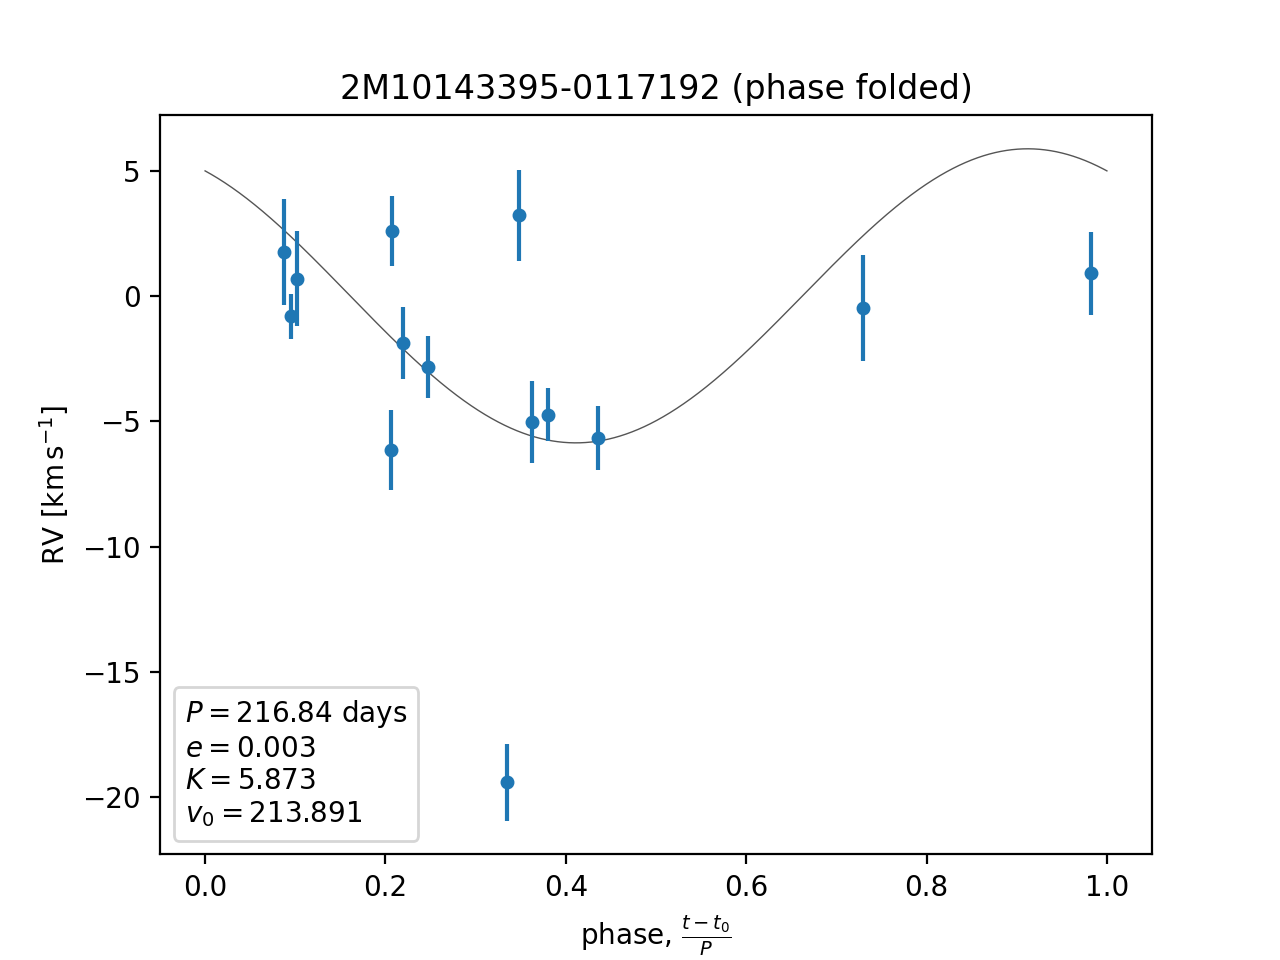 2M10143395-0117192 (phase folded)
RV [km s⁻¹]
5
0
−5
−10
−15
−20
P = 216.84 days
e = 0.003
K = 5.873
v₀ = 213.891
0.0 0.2 0.4 0.6 0.8 1.0
phase, (t − t₀)/P